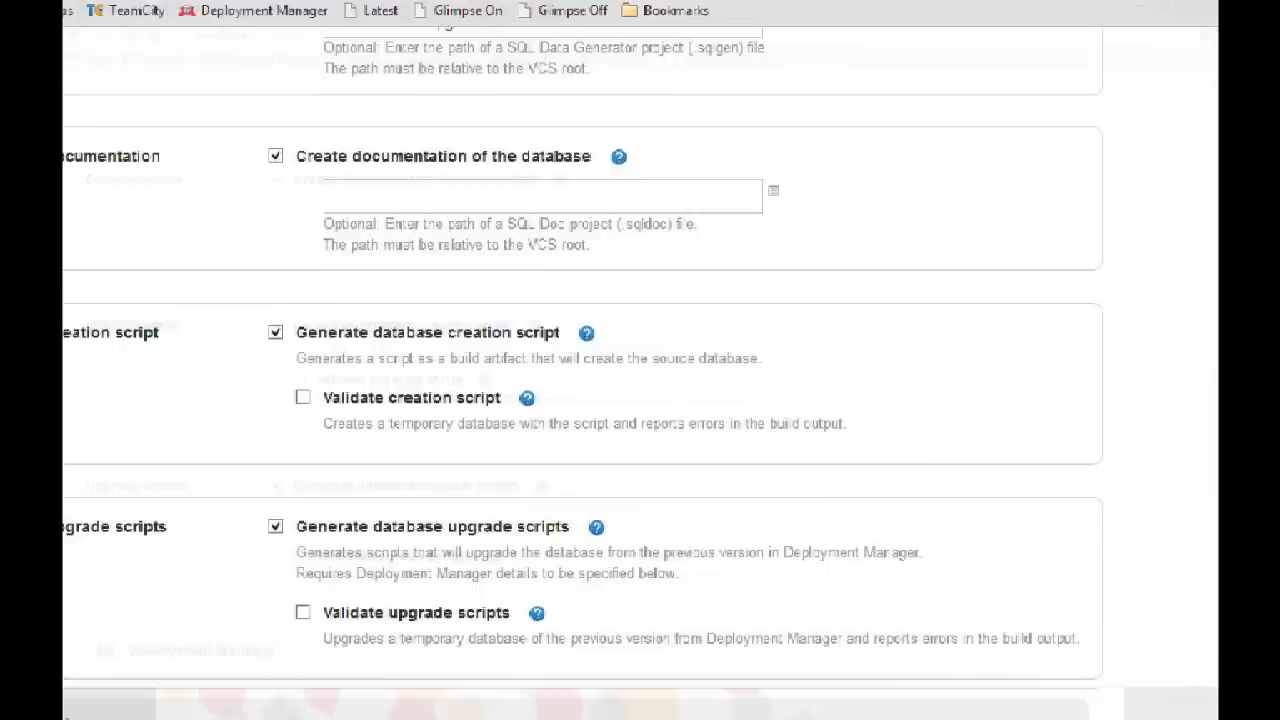 TeamCity Deployment Manager Latest Glimpse On Glimpse Off Bookmarks
Optional: Enter the path of a SQL Data Generator project (.sqlgen) file
The path must be relative to the VCS root.
cumentation
Create documentation of the database
Optional: Enter the path of a SQL Doc project (.sqldoc) file.
The path must be relative to the VCS root.
eation script
Generate database creation script
Generates a script as a build artifact that will create the source database.
Validate creation script
Creates a temporary database with the script and reports errors in the build output.
grade scripts
Generate database upgrade scripts
Generates scripts that will upgrade the database from the previous version in Deployment Manager.
Requires Deployment Manager details to be specified below.
Validate upgrade scripts
Upgrades a temporary database of the previous version from Deployment Manager and reports errors in the build output.